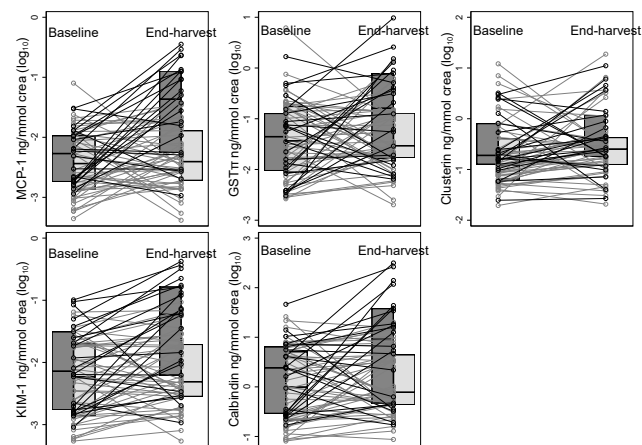 MCP-1 ng/mmol crea (log₁₀)
0
-1
-2
-3
Baseline
End-harvest
GSTπ ng/mmol crea (log₁₀)
1
0
-1
-2
-3
Baseline
End-harvest
Clusterin ng/mmol crea (log₁₀)
2
1
0
-1
-2
Baseline
End-harvest
KIM-1 ng/mmol crea (log₁₀)
0
-1
-2
-3
Baseline
End-harvest
Calbindin ng/mmol crea (log₁₀)
3
2
1
0
-1
Baseline
End-harvest